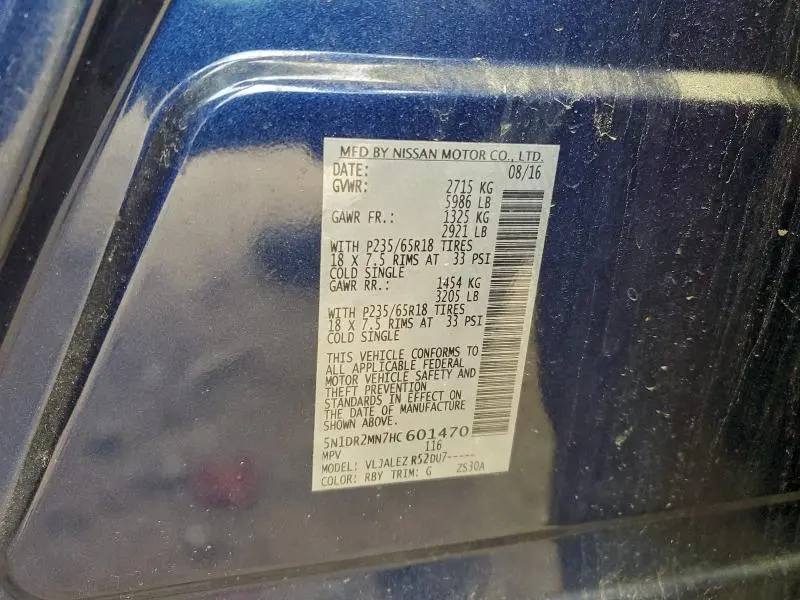 MFD BY NISSAN MOTOR CO., LTD.
DATE: 08/16
GVWR: 2715 KG
5986 LB
GAWR FR.: 1325 KG
2921 LB
WITH P235/65R18 TIRES
18 X 7.5 RIMS AT 33 PSI
COLD SINGLE
GAWR RR.: 1454 KG
3205 LB
WITH P235/65R18 TIRES
18 X 7.5 RIMS AT 33 PSI
COLD SINGLE
THIS VEHICLE CONFORMS TO
ALL APPLICABLE FEDERAL
MOTOR VEHICLE SAFETY AND
THEFT PREVENTION
STANDARDS IN EFFECT ON
THE DATE OF MANUFACTURE
SHOWN ABOVE.
5N1DR2MN7HC601470
MPV 116
MODEL: VLJALEZ R52DU7-----
COLOR: RBY TRIM: G ZS30A